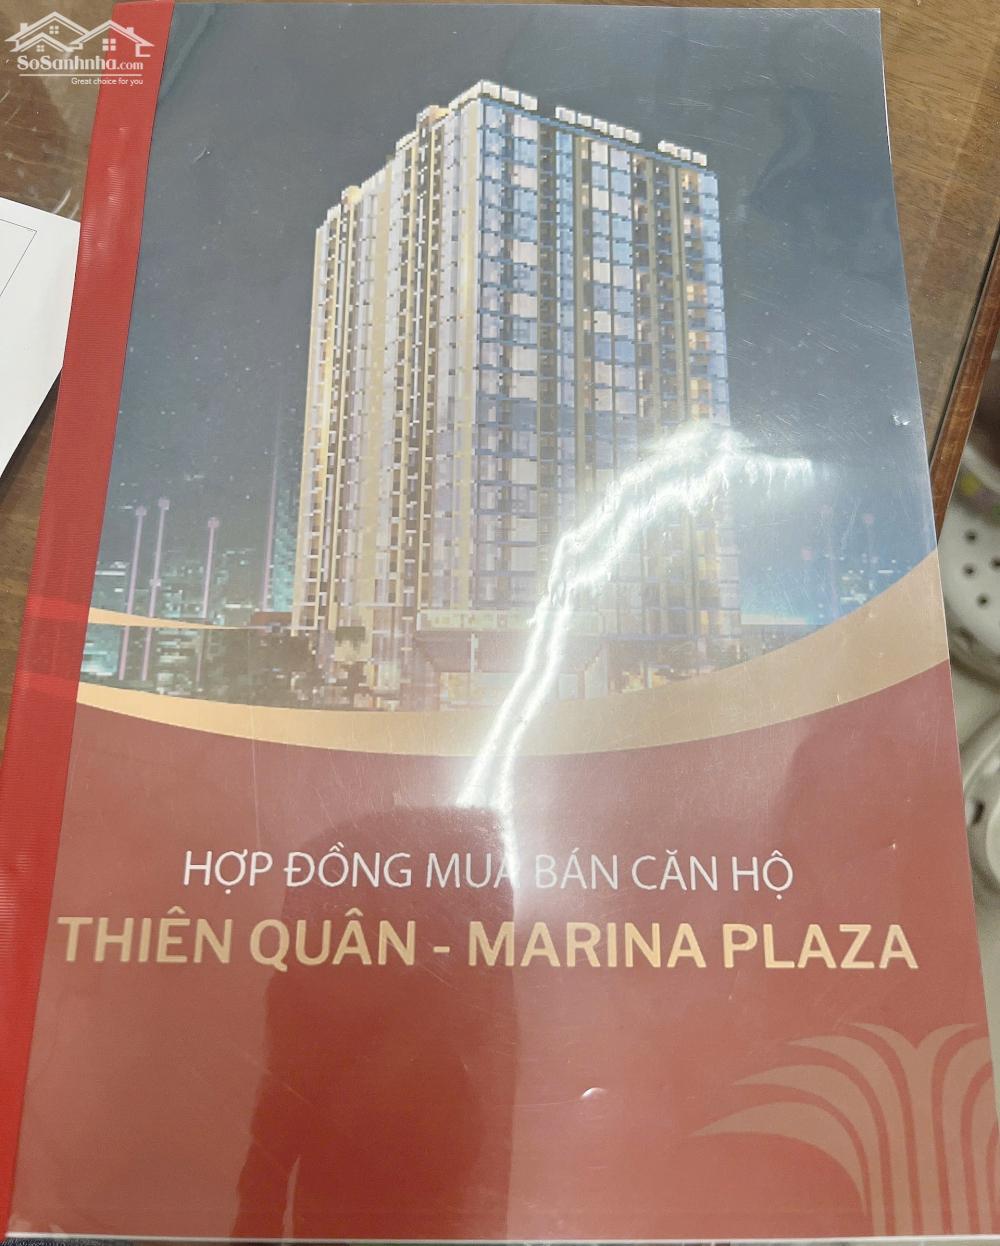 SoSanhnha.com
Great choice for you
HỢP ĐỒNG MUA BÁN CĂN HỘ
THIÊN QUÂN - MARINA PLAZA